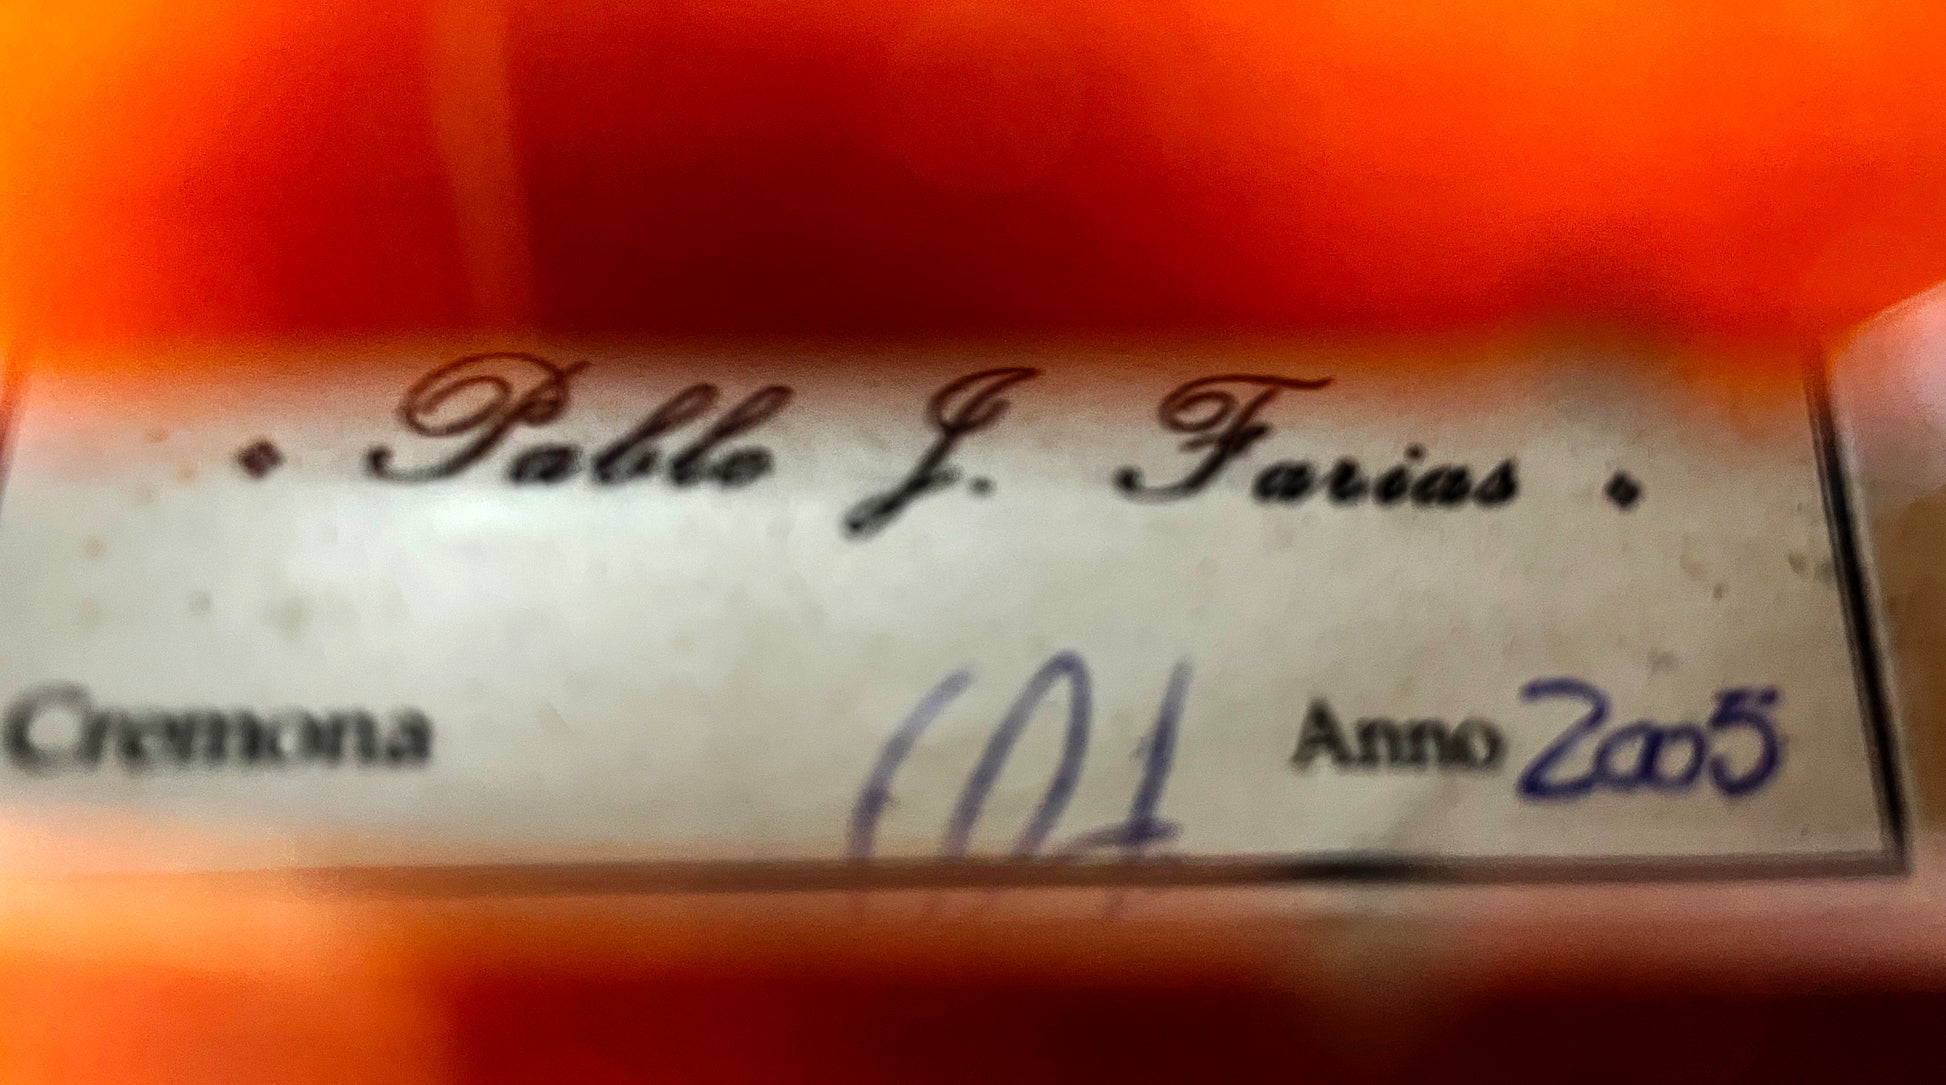 Pablo J. Farias
Cremona Anno 2005